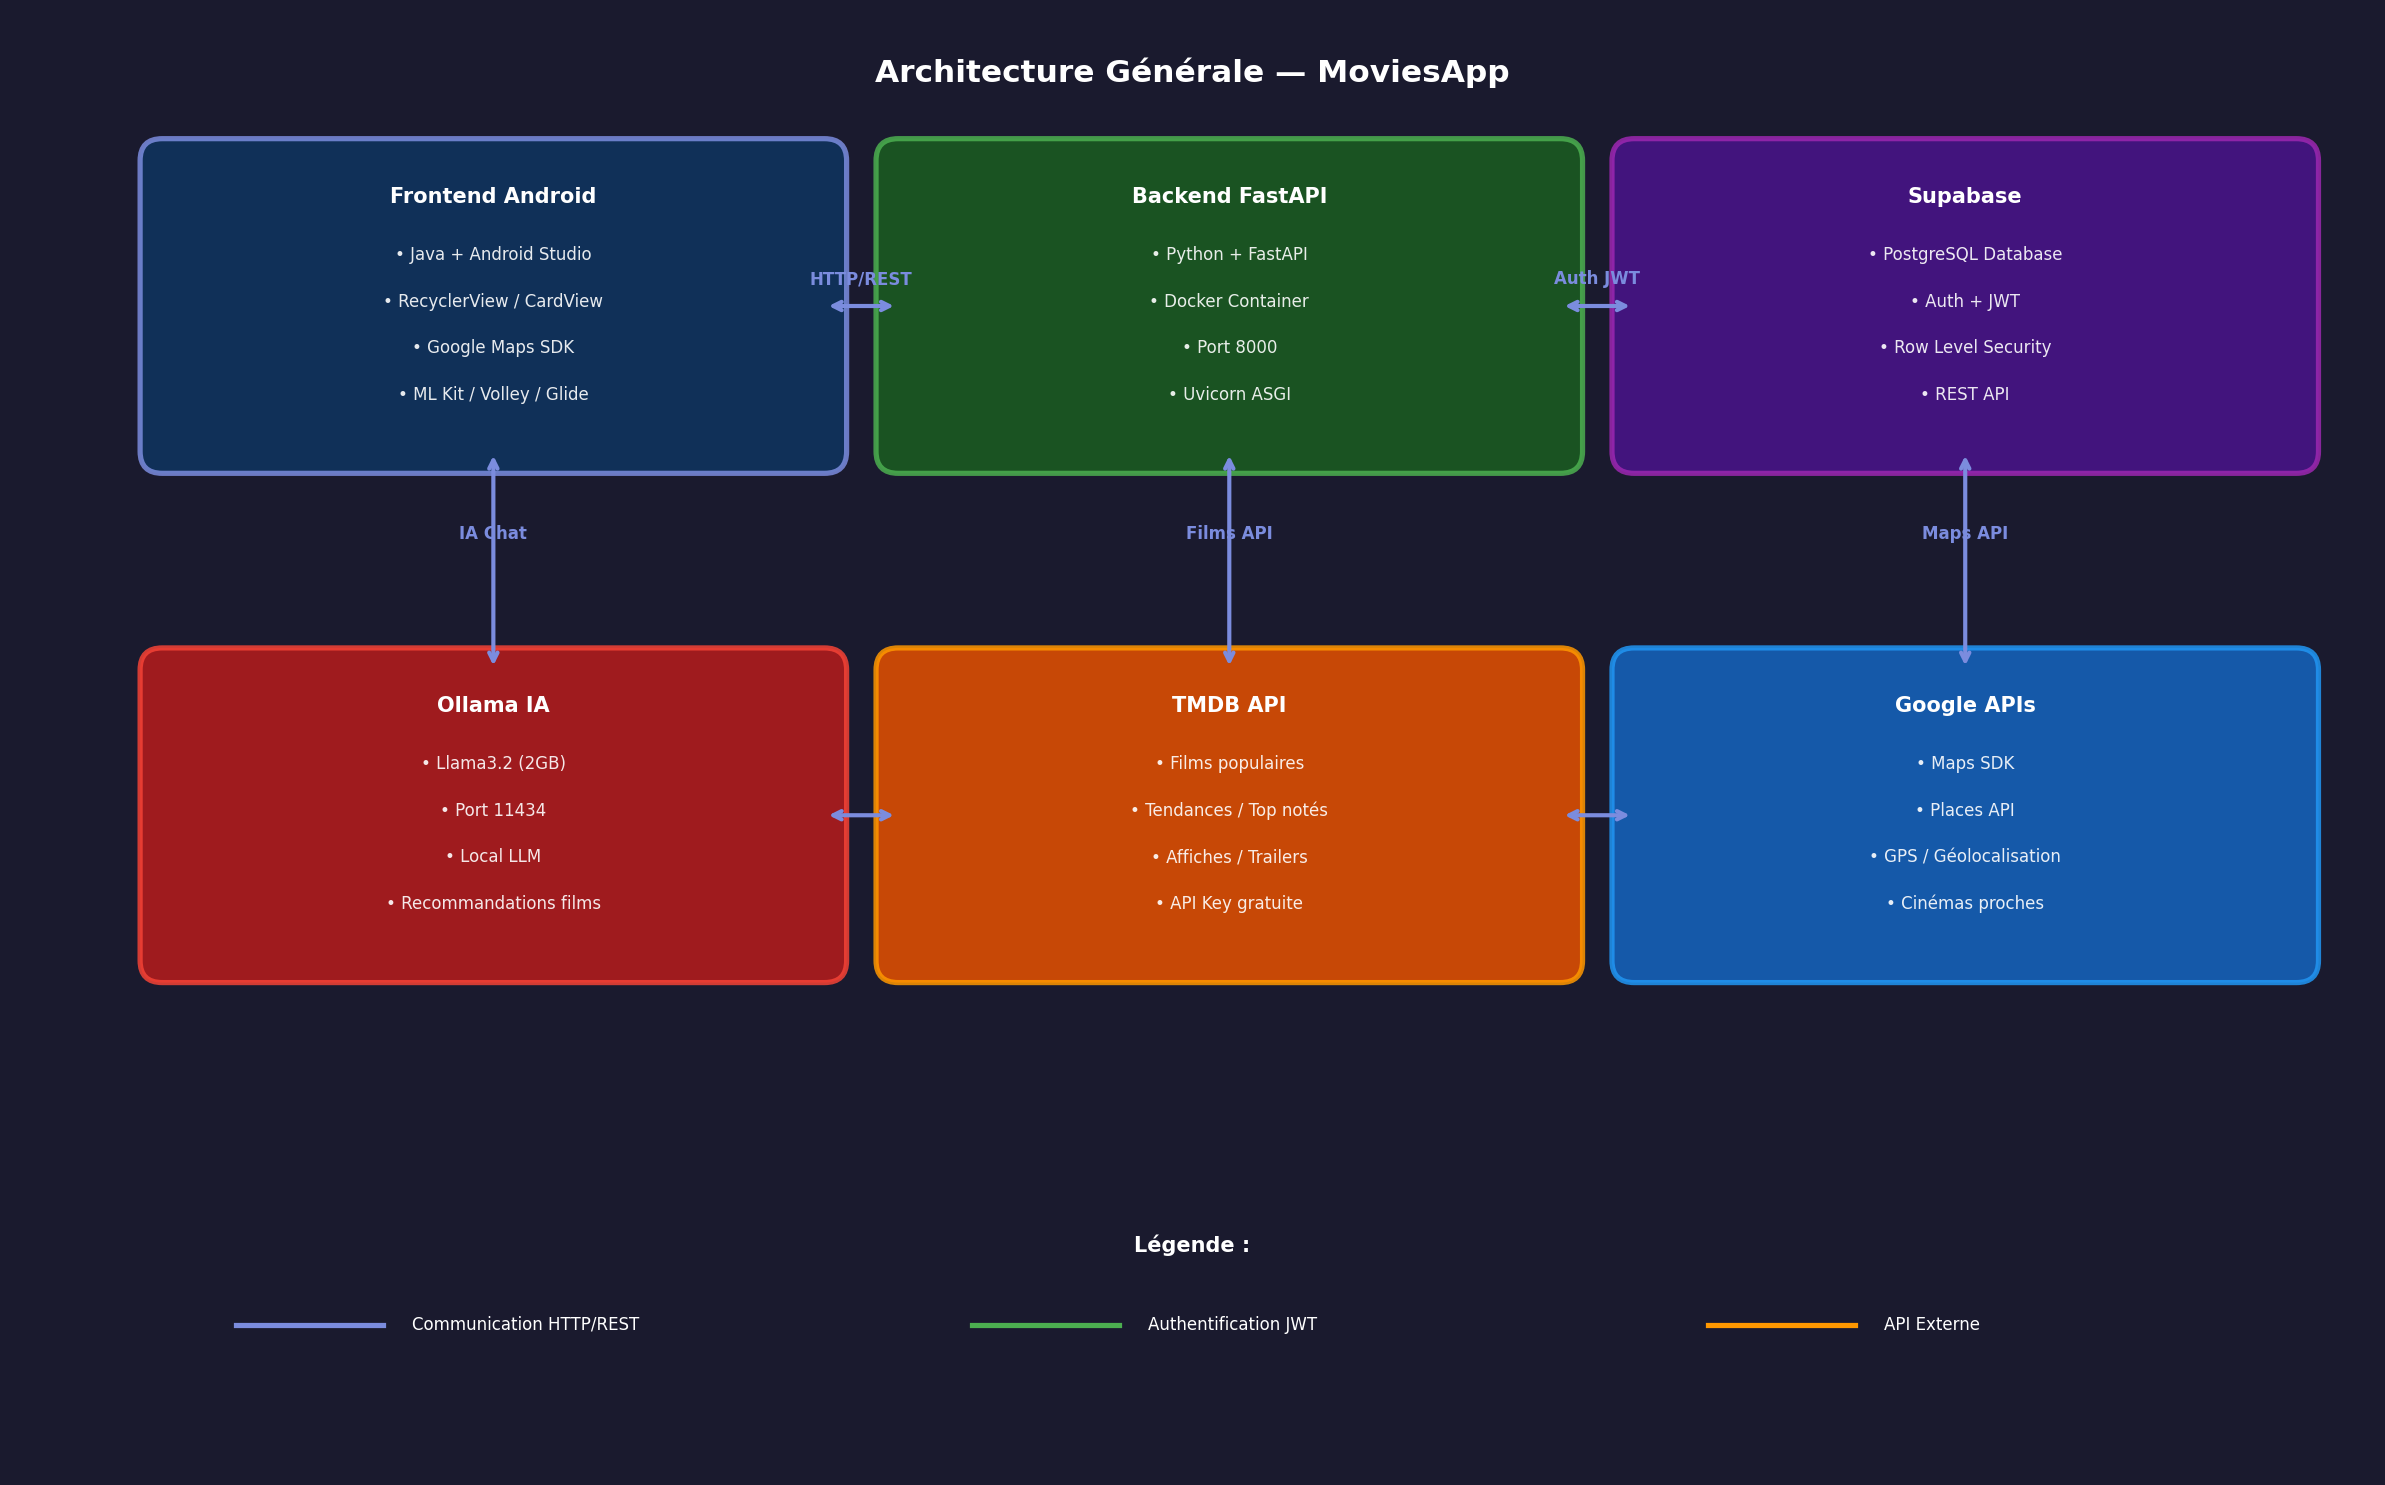 Architecture Générale — MoviesApp
Frontend Android
• Java + Android Studio
• RecyclerView / CardView
• Google Maps SDK
• ML Kit / Volley / Glide
HTTP/REST
Backend FastAPI
• Python + FastAPI
• Docker Container
• Port 8000
• Uvicorn ASGI
Auth JWT
Supabase
• PostgreSQL Database
• Auth + JWT
• Row Level Security
• REST API
IA Chat
Films API
Maps API
Ollama IA
• Llama3.2 (2GB)
• Port 11434
• Local LLM
• Recommandations films
TMDB API
• Films populaires
• Tendances / Top notés
• Affiches / Trailers
• API Key gratuite
Google APIs
• Maps SDK
• Places API
• GPS / Géolocalisation
• Cinémas proches
Légende :
Communication HTTP/REST
Authentification JWT
API Externe